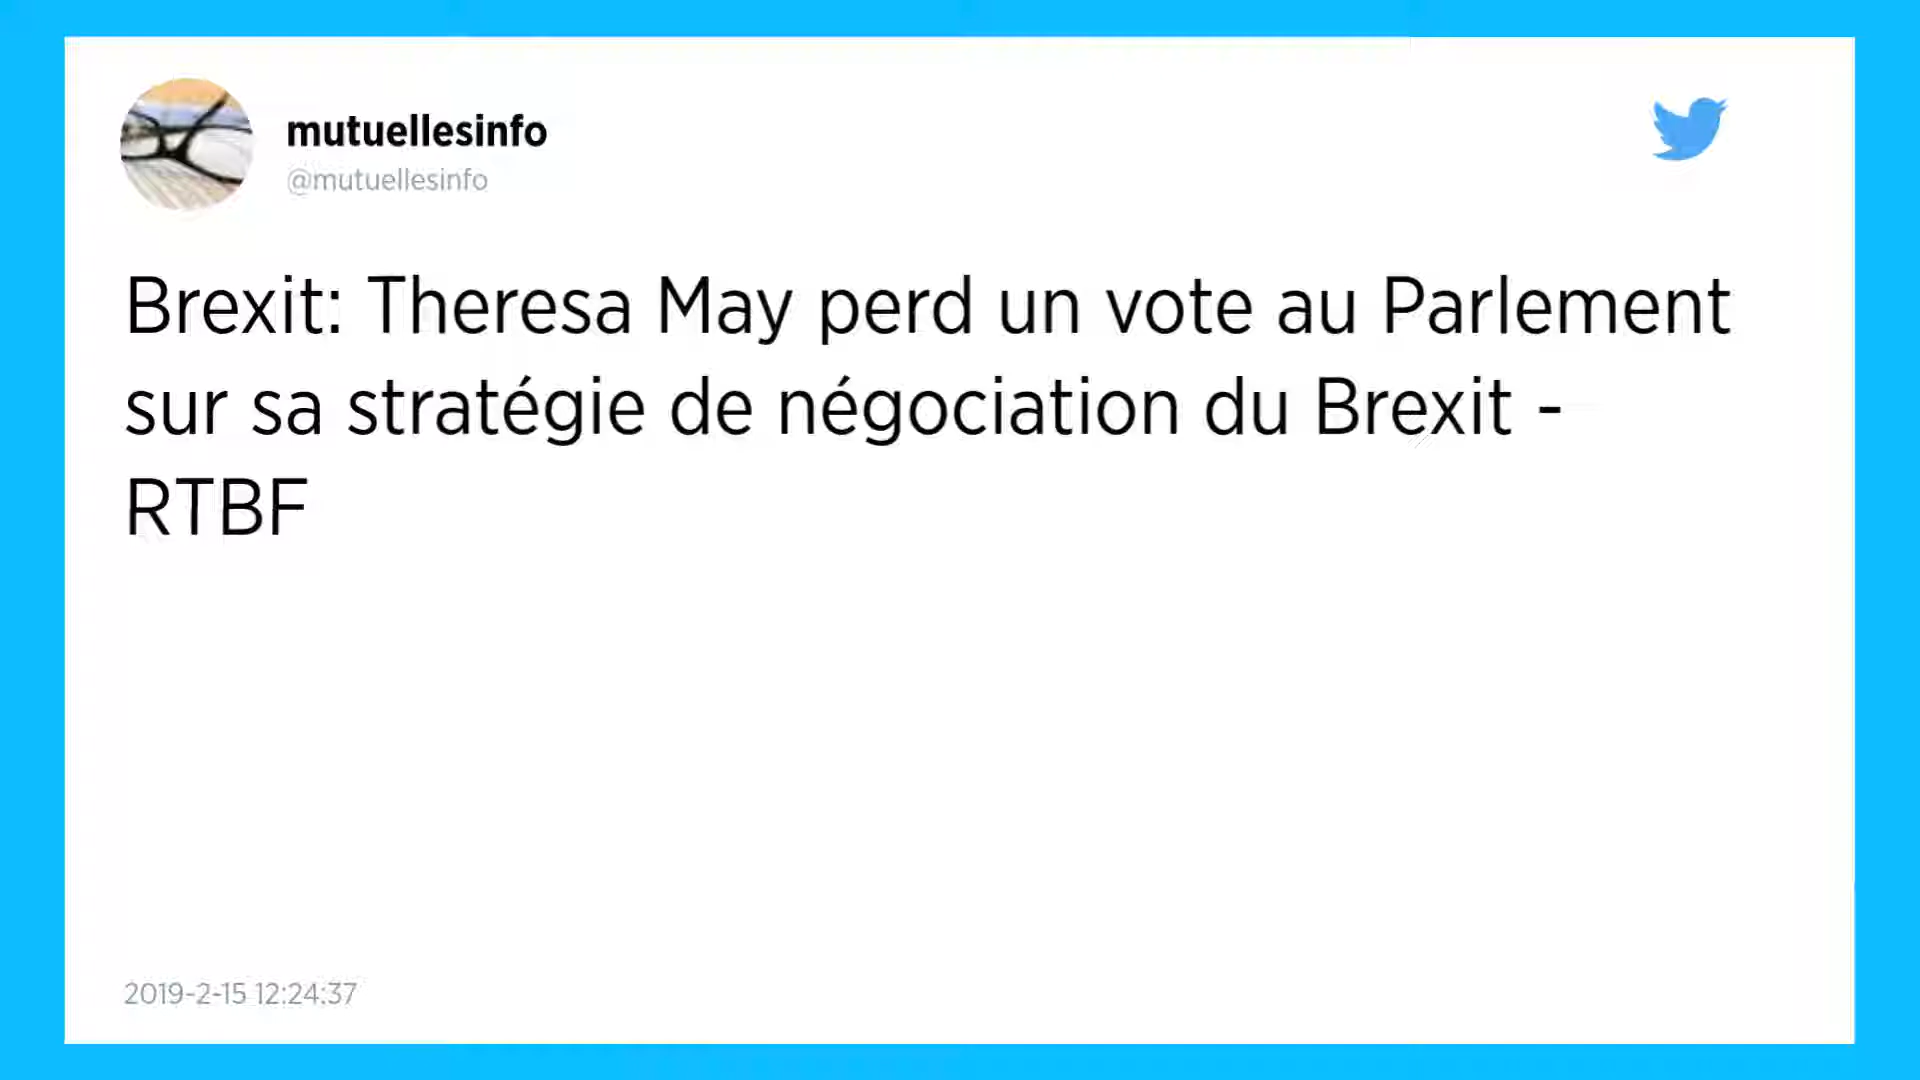 mutuellesinfo
@mutuellesinfo
Brexit: Theresa May perd un vote au Parlement
sur sa stratégie de négociation du Brexit -
RTBF
2019-2-15 12:24:37